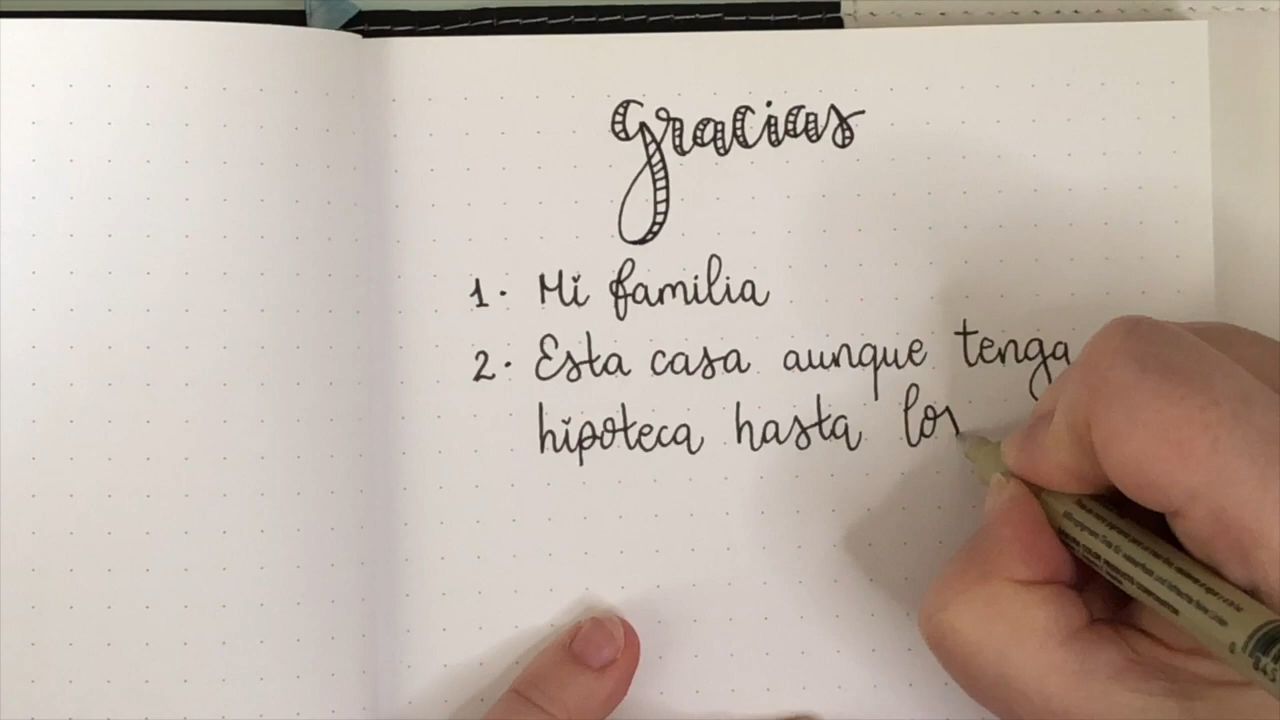 gracias
1. Mi familia
2. Esta casa aunque tenga
hipoteca hasta los